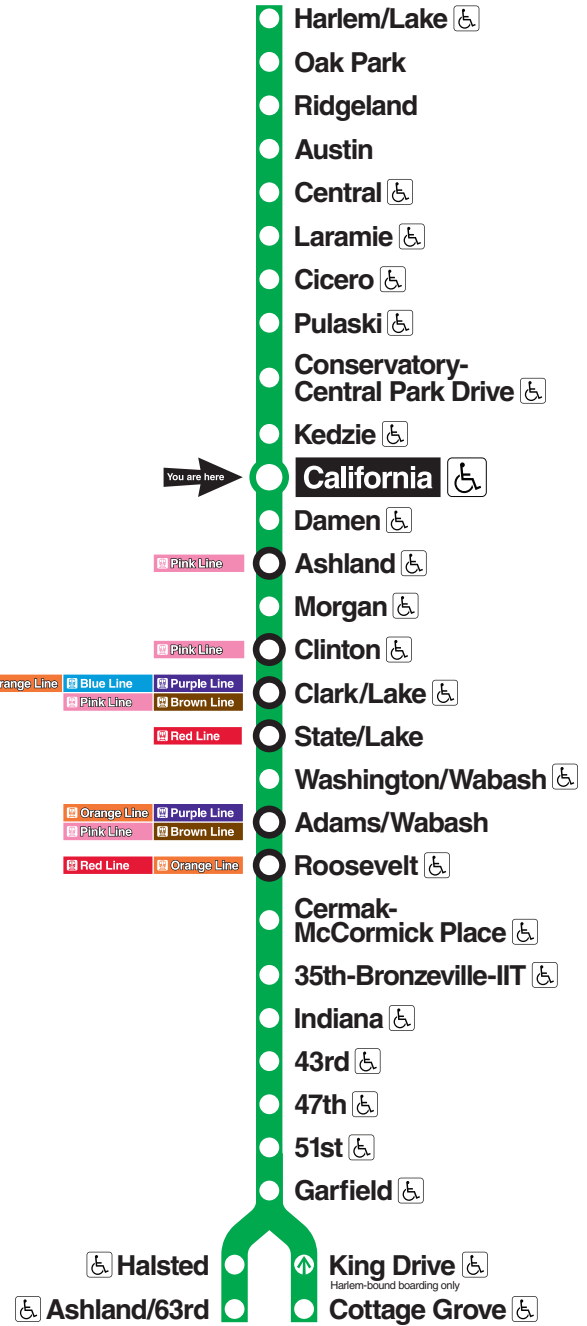 Harlem/Lake
Oak Park
Ridgeland
Austin
Central
Laramie
Cicero
Pulaski
Conservatory-
Central Park Drive
Kedzie
You are here California
Damen
Pink Line Ashland
Morgan
Pink Line Clinton
range Line Blue Line Purple Line
Pink Line Brown Line
Clark/Lake
Red Line State/Lake
Washington/Wabash
Orange Line Purple Line
Pink Line Brown Line
Adams/Wabash
Red Line Orange Line Roosevelt
Cermak-
McCormick Place
35th-Bronzeville-IIT
Indiana
43rd
47th
51st
Garfield
Halsted King Drive
Harlem-bound boarding only
Ashland/63rd Cottage Grove